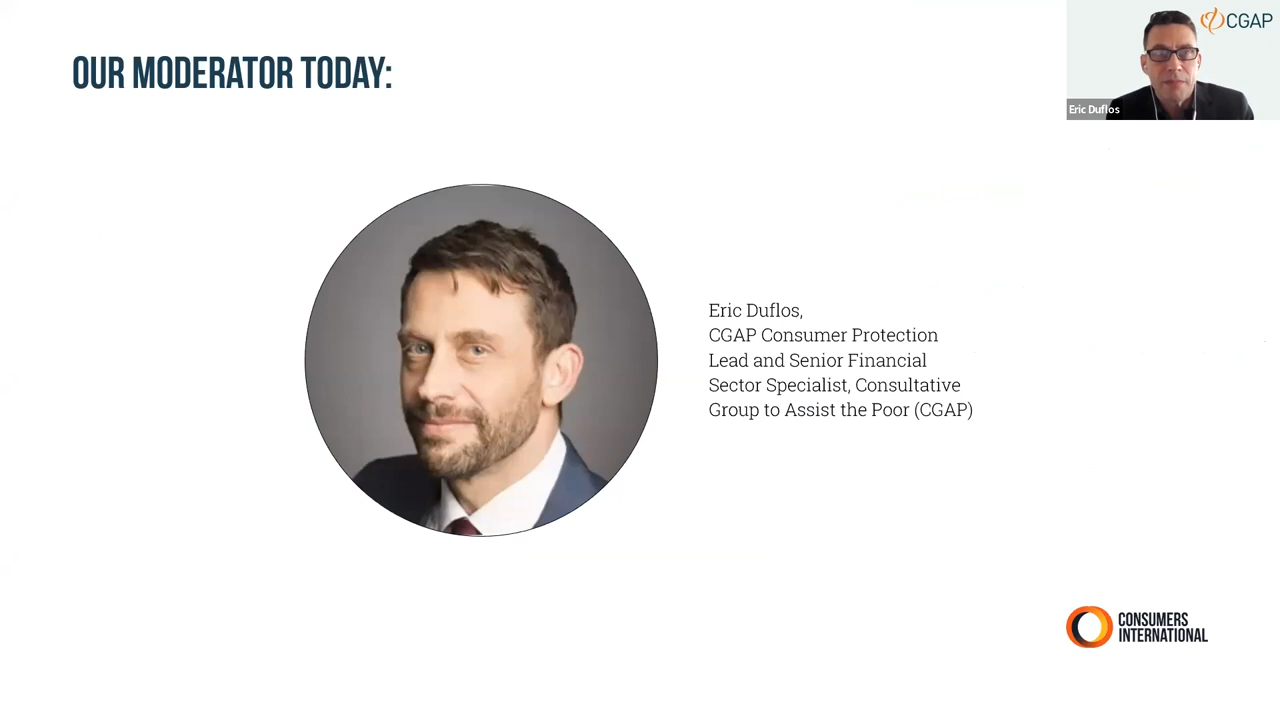 OUR MODERATOR TODAY:
CGAP
Eric Duflos
Eric Duflos,
CGAP Consumer Protection
Lead and Senior Financial
Sector Specialist, Consultative
Group to Assist the Poor (CGAP)
CONSUMERS
INTERNATIONAL